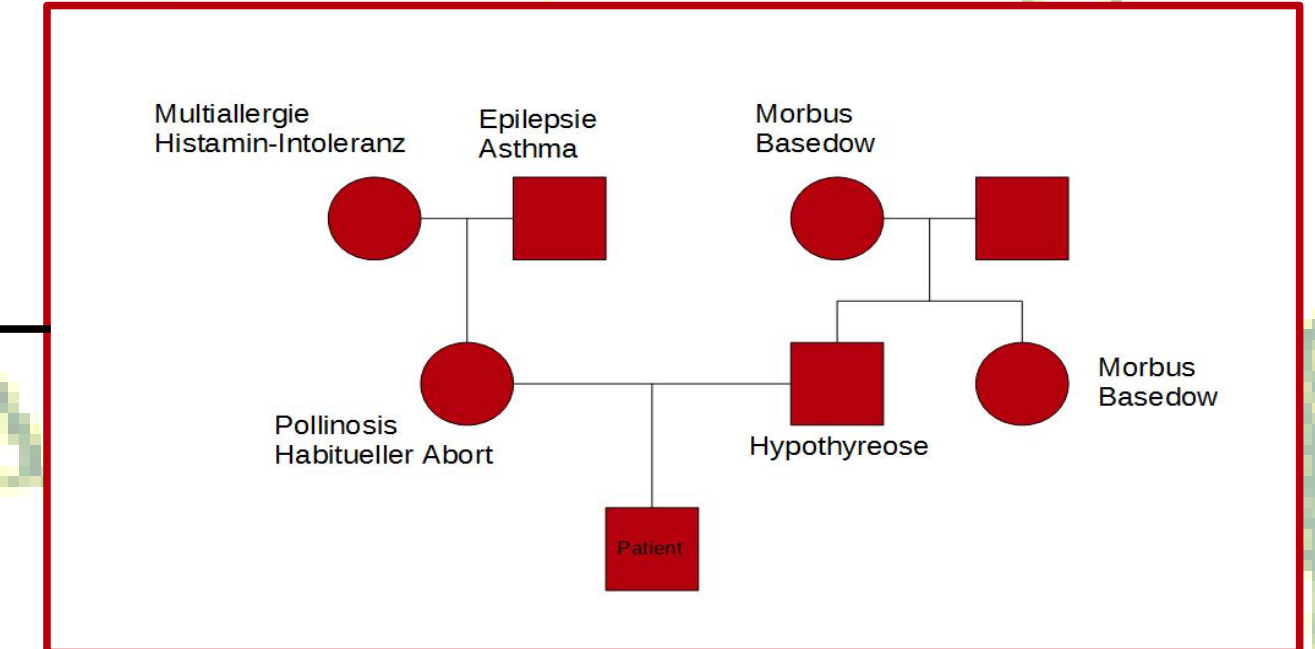 Multiallergie
Histamin-Intoleranz
Epilepsie
Asthma
Morbus
Basedow
Morbus
Basedow
Pollinosis
Habitueller Abort
Hypothyreose
Patient